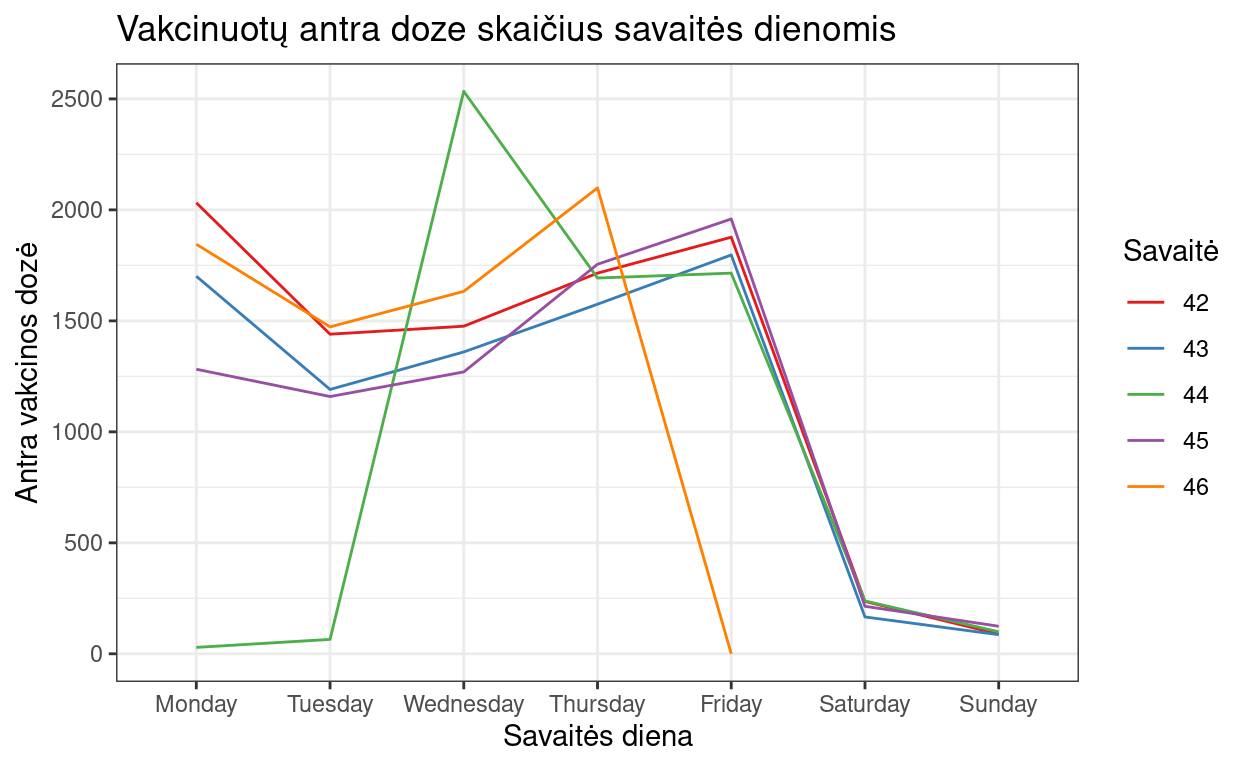 Vakcinuotų antra doze skaičius savaitės dienomis
Antra vakcinos dozė
2500
2000
1500
1000
500
0
Monday Tuesday Wednesday Thursday Friday Saturday Sunday
Savaitės diena
Savaitė
42
43
44
45
46